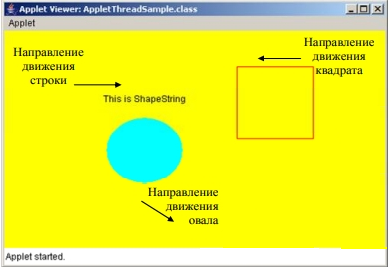 Applet Viewer: AppletThreadSample.class
Applet
Направление
движения
строки
Направление
движения
квадрата
This is ShapeString
Направление
движения
овала
Applet started.